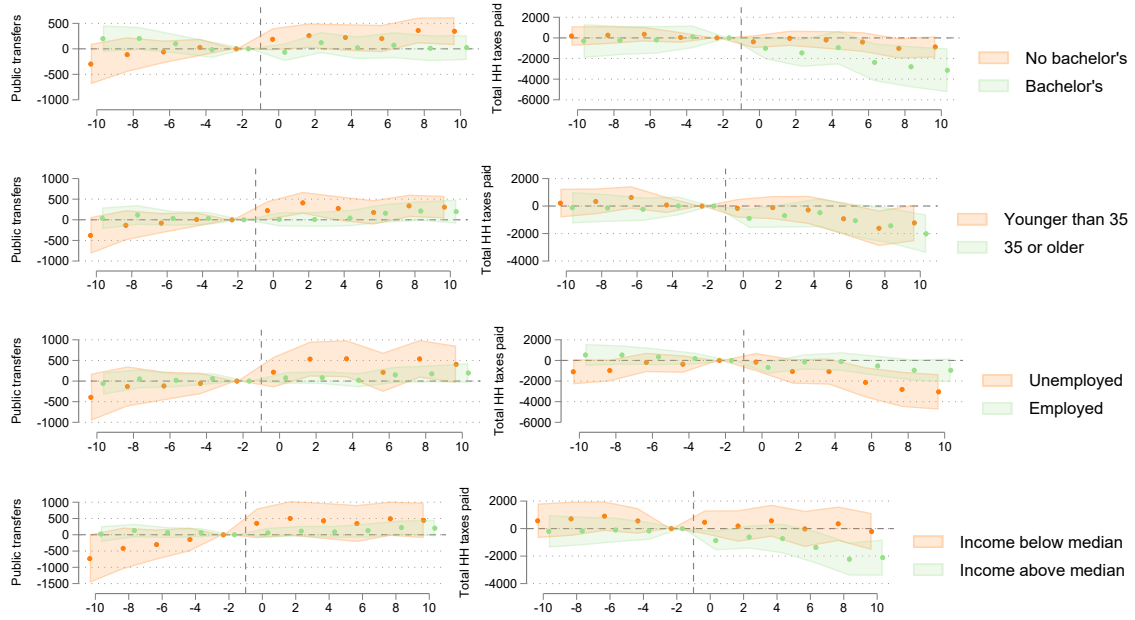 Public transfers
1000
500
0
-500
-1000
-10 -8 -6 -4 -2 0 2 4 6 8 10
Total HH taxes paid
2000
0
-2000
-4000
-6000
-10 -8 -6 -4 -2 0 2 4 6 8 10
No bachelor's
Bachelor's
Public transfers
1000
500
0
-500
-1000
-10 -8 -6 -4 -2 0 2 4 6 8 10
Total HH taxes paid
2000
0
-2000
-4000
-10 -8 -6 -4 -2 0 2 4 6 8 10
Younger than 35
35 or older
Public transfers
1000
500
0
-500
-1000
-10 -8 -6 -4 -2 0 2 4 6 8 10
Total HH taxes paid
2000
0
-2000
-4000
-6000
-10 -8 -6 -4 -2 0 2 4 6 8 10
Unemployed
Employed
Public transfers
1000
500
0
-500
-1000
-1500
-10 -8 -6 -4 -2 0 2 4 6 8 10
Total HH taxes paid
2000
0
-2000
-4000
-10 -8 -6 -4 -2 0 2 4 6 8 10
Income below median
Income above median